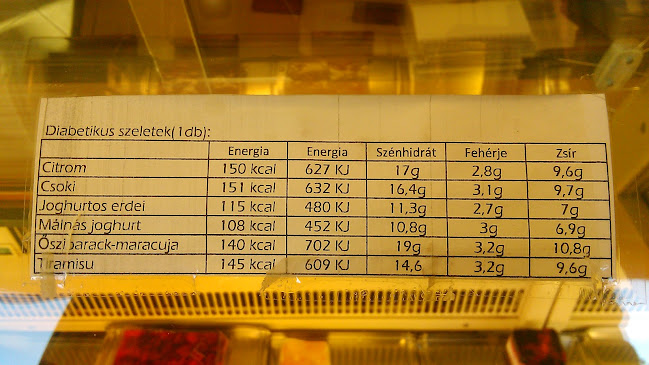 Diabetikus szeletek(1db):
Energia Energia Szénhidrát Fehérje Zsír
Citrom 150 kcal 627 KJ 17g 2,8g 9,6g
Csoki 151 kcal 632 KJ 16,4g 3,1g 9,7g
Joghurtos erdei 115 kcal 480 KJ 11,3g 2,7g 7g
Málnás joghurt 108 kcal 452 KJ 10,8g 3g 6,9g
Őszibarack-maracuja 140 kcal 702 KJ 19g 3,2g 10,8g
Tiramisu 145 kcal 609 KJ 14,6 3,2g 9,6g